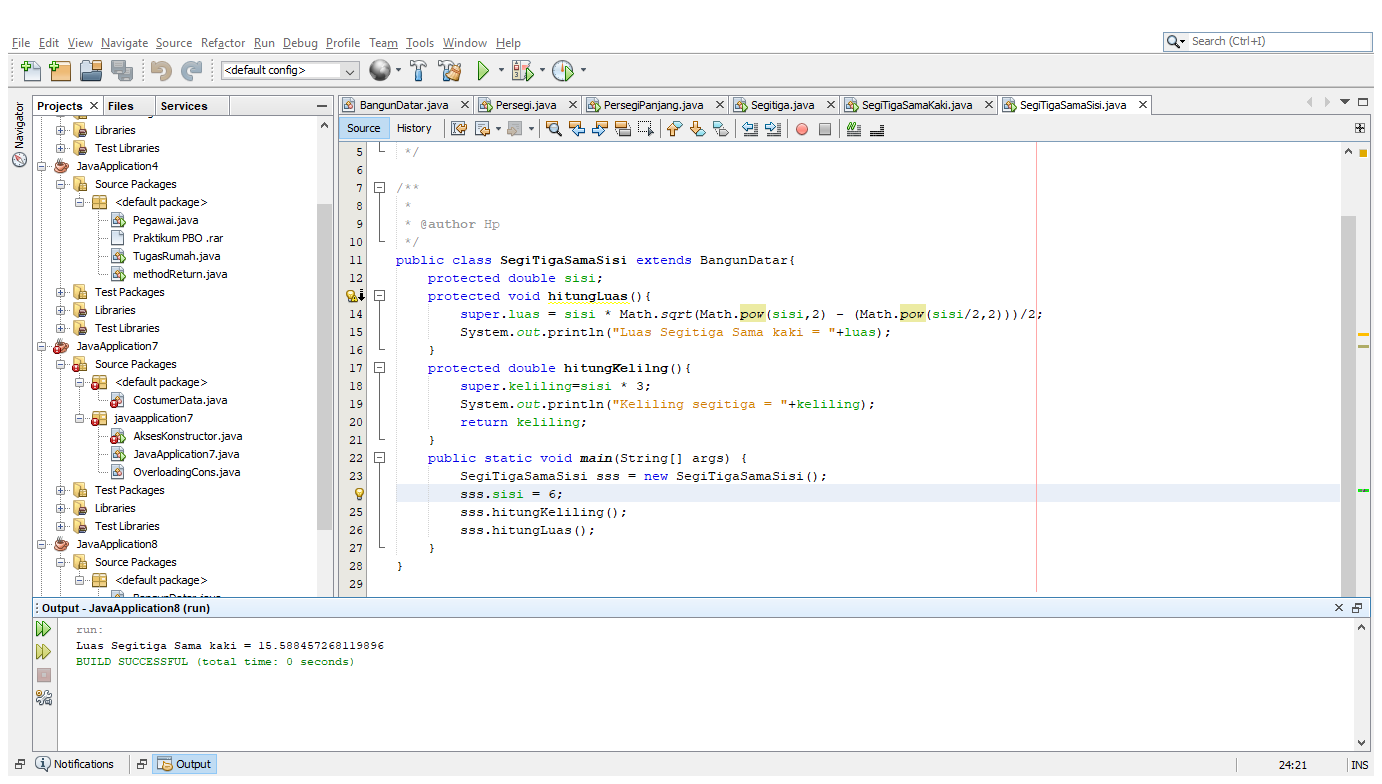 File Edit View Navigate Source Refactor Run Debug Profile Team Tools Window Help
Search (Ctrl+I)
<default config>
Navigator
Projects
Files
Services
BangunDatar.java
Persegi.java
PersegiPanjang.java
Segitiga.java
SegiTigaSamaKaki.java
SegiTigaSamaSisi.java
Source
History
Libraries
Test Libraries
JavaApplication4
Source Packages
<default package>
Pegawai.java
Praktikum PBO .rar
TugasRumah.java
methodReturn.java
Test Packages
Libraries
Test Libraries
JavaApplication7
Source Packages
<default package>
CostumerData.java
javaapplication7
AksesKonstructor.java
JavaApplication7.java
OverloadingCons.java
Test Packages
Libraries
Test Libraries
JavaApplication8
Source Packages
<default package>
BangunDatar.java
5 */
6
7 /**
8 *
9 * @author Hp
10 */
11 public class SegiTigaSamaSisi extends BangunDatar{
12 protected double sisi;
protected void hitungLuas(){
14 super.luas = sisi * Math.sqrt(Math.pow(sisi,2) - (Math.pow(sisi/2,2)))/2;
15 System.out.println("Luas Segitiga Sama kaki = "+luas);
16 }
17 protected double hitungKelilng(){
18 super.keliling=sisi * 3;
19 System.out.println("Keliling segitiga = "+keliling);
20 return keliling;
21 }
22 public static void main(String[] args) {
23 SegiTigaSamaSisi sss = new SegiTigaSamaSisi();
sss.sisi = 6;
25 sss.hitungKeliling();
26 sss.hitungLuas();
27 }
28 }
29
Output - JavaApplication8 (run)
run:
Luas Segitiga Sama kaki = 15.588457268119896
BUILD SUCCESSFUL (total time: 0 seconds)
Notifications
Output
24:21
INS